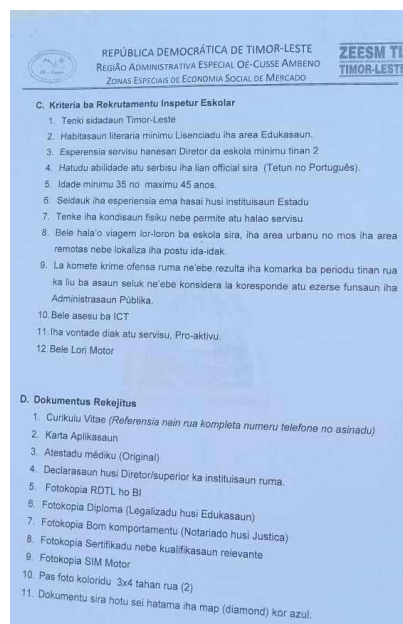 REPÚBLICA DEMOCRÁTICA DE TIMOR-LESTE
REGIÃO ADMINISTRATIVA ESPECIAL OÉ-CUSSE AMBENO
ZONAS ESPECIAIS DE ECONOMIA SOCIAL DE MERCADO
ZEESM TL
TIMOR-LESTE
C. Kriteria ba Rekrutamentu Inspetur Eskolar
1. Tenki sidadaun Timor-Leste
2. Habitasaun literaria minimu Lisenciadu iha area Edukasaun.
3. Esperensia servisu hanesan Diretor da eskola minimu tinan 2
4. Hatudu abilidade atu serbisu iha lian official sira (Tetun no Português).
5. Idade minimu 35 no maximu 45 anos.
6. Seidauk iha esperiensia ema hasai husi instituisaun Estadu
7. Tenke iha kondisaun fisiku nebe permite atu halao servisu
8. Bele hala'o viagem lor-loron ba eskola sira, iha area urbanu no mos iha area
remotas nebe lokaliza iha postu ida-idak.
9. La komete krime ofensa ruma ne'ebe rezulta iha komarka ba periodu tinan rua
ka liu ba asaun seluk ne'ebe konsidera la koresponde atu ezerse funsaun iha
Administrasaun Públika.
10. Bele asesu ba ICT
11. Iha vontade diak atu servisu, Pro-aktivu.
12. Bele Lori Motor
D. Dokumentus Rekejitus
1. Curikulu Vitae (Referensia nain rua kompleta numeru telefone no asinadu)
2. Karta Aplikasaun
3. Atestadu médiku (Original)
4. Declarasaun husi Diretor/superior ka instituisaun ruma.
5. Fotokopia RDTL ho BI
6. Fotokopia Diploma (Legalizadu husi Edukasaun)
7. Fotokopia Bom komportamentu (Notariado husi Justica)
8. Fotokopia Sertifikadu nebe kualifikasaun relevante
9. Fotokopia SIM Motor
10. Pas foto koloridu 3x4 tahan rua (2)
11. Dokumentu sira hotu sei hatama iha map (diamond) kor azul.